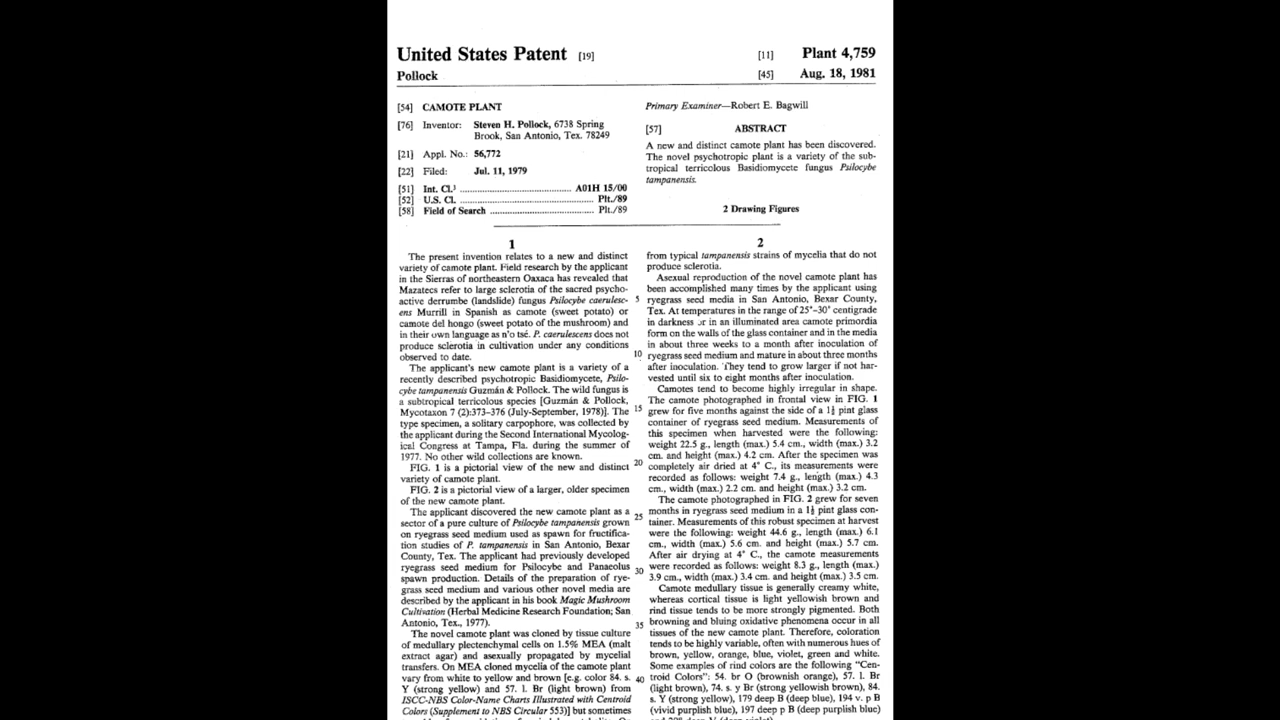 United States Patent [19]
Pollock
[11] Plant 4,759
[45] Aug. 18, 1981
[54] CAMOTE PLANT
[76] Inventor: Steven H. Pollock, 6738 Spring
Brook, San Antonio, Tex. 78249
[21] Appl. No.: 56,772
[22] Filed: Jul. 11, 1979
[51] Int. Cl.³ .............................. A01H 15/00
[52] U.S. Cl. ........................................ Plt./89
[58] Field of Search ............................ Plt./89
Primary Examiner—Robert E. Bagwill
[57] ABSTRACT
A new and distinct camote plant has been discovered.
The novel psychotropic plant is a variety of the sub-
tropical terricolous Basidiomycete fungus Psilocybe
tampanensis.
2 Drawing Figures
1
The present invention relates to a new and distinct
variety of camote plant. Field research by the applicant
in the Sierras of northeastern Oaxaca has revealed that
Mazatecs refer to large sclerotia of the sacred psycho-
active derrumbe (landslide) fungus Psilocybe caerulesc-
ens Murrill in Spanish as camote (sweet potato) or
camote del hongo (sweet potato of the mushroom) and
in their own language as n'o tsé. P. caerulescens does not
produce sclerotia in cultivation under any conditions
observed to date.
The applicant's new camote plant is a variety of a
recently described psychotropic Basidiomycete, Psilo-
cybe tampanensis Guzmán & Pollock. The wild fungus is
a subtropical terricolous species [Guzmán & Pollock,
Mycotaxon 7 (2):373-376 (July-September, 1978)]. The
type specimen, a solitary carpophore, was collected by
the applicant during the Second International Mycolog-
ical Congress at Tampa, Fla. during the summer of
1977. No other wild collections are known.
FIG. 1 is a pictorial view of the new and distinct
variety of camote plant.
FIG. 2 is a pictorial view of a larger, older specimen
of the new camote plant.
The applicant discovered the new camote plant as a
sector of a pure culture of Psilocybe tampanensis grown
on ryegrass seed medium used as spawn for fructifica-
tion studies of P. tampanensis in San Antonio, Bexar
County, Tex. The applicant had previously developed
ryegrass seed medium for Psilocybe and Panaeolus
spawn production. Details of the preparation of rye-
grass seed medium and various other novel media are
described by the applicant in his book Magic Mushroom
Cultivation (Herbal Medicine Research Foundation; San
Antonio, Tex., 1977).
The novel camote plant was cloned by tissue culture
of medullary plectenchymal cells on 1.5% MEA (malt
extract agar) and asexually propagated by mycelial
transfers. On MEA cloned mycelia of the camote plant
vary from white to yellow and brown [e.g. color 84. s.
Y (strong yellow) and 57. l. Br (light brown) from
ISCC-NBS Color-Name Charts Illustrated with Centroid
Colors (Supplement to NBS Circular 553)] but sometimes
5
10
15
20
25
30
35
40
2
from typical tampanensis strains of mycelia that do not
produce sclerotia.
Asexual reproduction of the novel camote plant has
been accomplished many times by the applicant using
ryegrass seed media in San Antonio, Bexar County,
Tex. At temperatures in the range of 25°-30° centigrade
in darkness or in an illuminated area camote primordia
form on the walls of the glass container and in the media
in about three weeks to a month after inoculation of
ryegrass seed medium and mature in about three months
after inoculation. They tend to grow larger if not har-
vested until six to eight months after inoculation.
Camotes tend to become highly irregular in shape.
The camote photographed in frontal view in FIG. 1
grew for five months against the side of a 1½ pint glass
container of ryegrass seed medium. Measurements of
this specimen when harvested were the following:
weight 22.5 g., length (max.) 5.4 cm., width (max.) 3.2
cm. and height (max.) 4.2 cm. After the specimen was
completely air dried at 4° C., its measurements were
recorded as follows: weight 7.4 g., length (max.) 4.3
cm., width (max.) 2.2 cm. and height (max.) 3.2 cm.
The camote photographed in FIG. 2 grew for seven
months in ryegrass seed medium in a 1½ pint glass con-
tainer. Measurements of this robust specimen at harvest
were the following: weight 44.6 g., length (max.) 6.1
cm., width (max.) 5.6 cm. and height (max.) 5.7 cm.
After air drying at 4° C., the camote measurements
were recorded as follows: weight 8.3 g., length (max.)
3.9 cm., width (max.) 3.4 cm. and height (max.) 3.5 cm.
Camote medullary tissue is generally creamy white,
whereas cortical tissue is light yellowish brown and
rind tissue tends to be more strongly pigmented. Both
browning and bluing oxidative phenomena occur in all
tissues of the new camote plant. Therefore, coloration
tends to be highly variable, often with numerous hues of
brown, yellow, orange, blue, violet, green and white.
Some examples of rind colors are the following "Cen-
troid Colors": 54. br O (brownish orange), 57. l. Br
(light brown), 74. s. y Br (strong yellowish brown), 84.
s. Y (strong yellow), 179 deep B (deep blue), 194 v. p B
(vivid purplish blue), 197 deep p B (deep purplish blue)